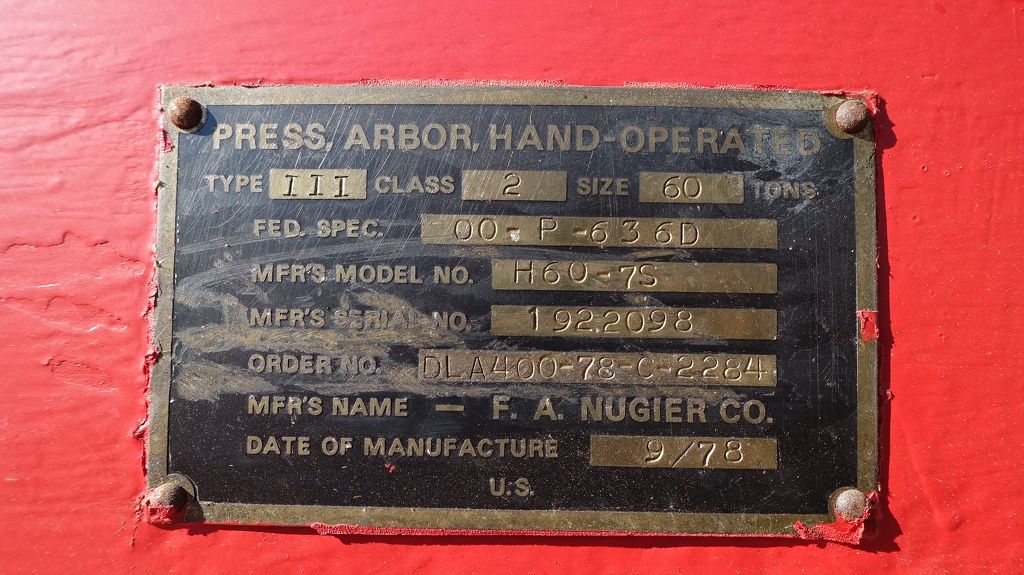 PRESS, ARBOR, HAND-OPERATED
TYPE III CLASS 2 SIZE 60 TONS
FED. SPEC. 00-P-636D
MFR'S MODEL NO. H60-7S
MFR'S SERIAL NO. 1922098
ORDER NO. DLA400-78-C-2284
MFR'S NAME — F. A. NUGIER CO.
DATE OF MANUFACTURE 9/78
U.S.